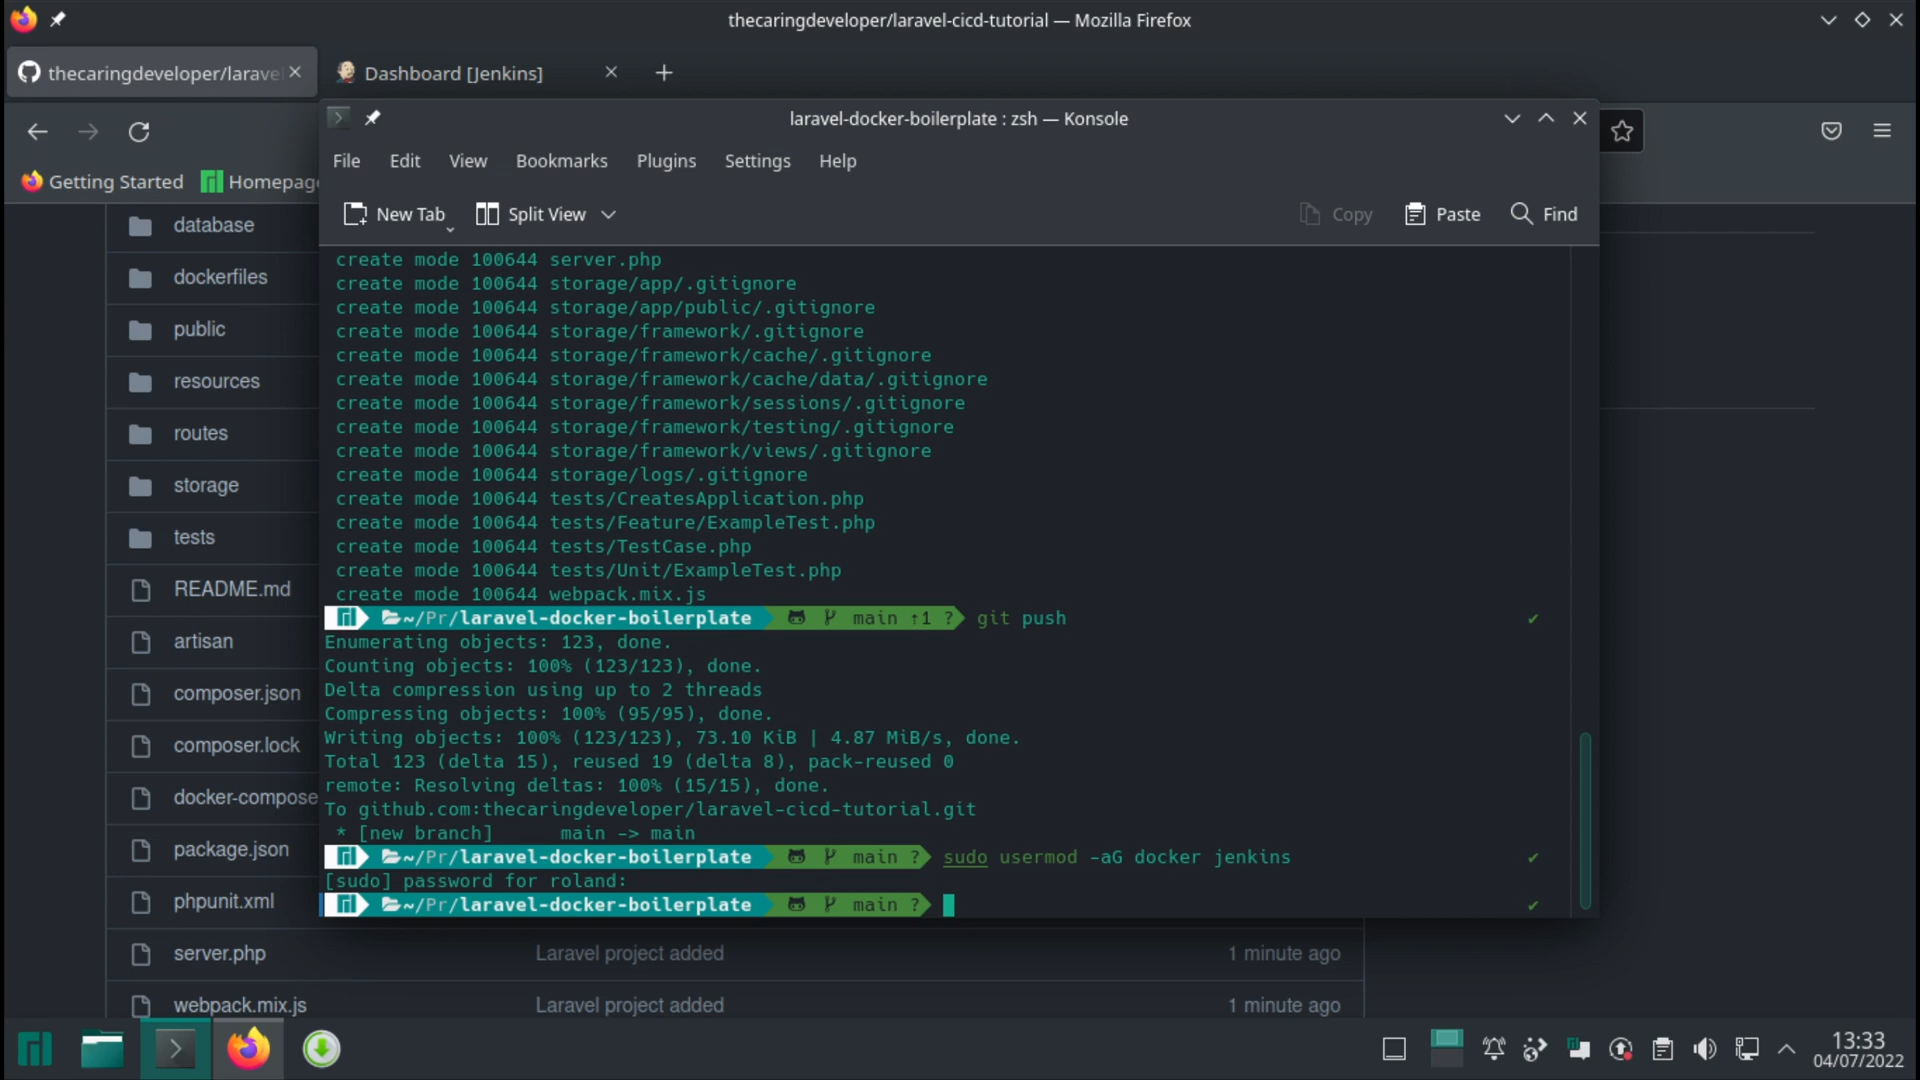 thecaringdeveloper/laravel-cicd-tutorial — Mozilla Firefox
thecaringdeveloper/larave
Dashboard [Jenkins]
laravel-docker-boilerplate : zsh — Konsole
File Edit View Bookmarks Plugins Settings Help
Getting Started Homepag
New Tab Split View Copy Paste Find
database
dockerfiles
public
resources
routes
storage
tests
README.md
artisan
composer.json
composer.lock
docker-compose
package.json
phpunit.xml
server.php Laravel project added 1 minute ago
webpack.mix.js Laravel project added 1 minute ago
create mode 100644 server.php
create mode 100644 storage/app/.gitignore
create mode 100644 storage/app/public/.gitignore
create mode 100644 storage/framework/.gitignore
create mode 100644 storage/framework/cache/.gitignore
create mode 100644 storage/framework/cache/data/.gitignore
create mode 100644 storage/framework/sessions/.gitignore
create mode 100644 storage/framework/testing/.gitignore
create mode 100644 storage/framework/views/.gitignore
create mode 100644 storage/logs/.gitignore
create mode 100644 tests/CreatesApplication.php
create mode 100644 tests/Feature/ExampleTest.php
create mode 100644 tests/TestCase.php
create mode 100644 tests/Unit/ExampleTest.php
create mode 100644 webpack.mix.js
~/Pr/laravel-docker-boilerplate main ↑1 ? git push ✔
Enumerating objects: 123, done.
Counting objects: 100% (123/123), done.
Delta compression using up to 2 threads
Compressing objects: 100% (95/95), done.
Writing objects: 100% (123/123), 73.10 KiB | 4.87 MiB/s, done.
Total 123 (delta 15), reused 19 (delta 8), pack-reused 0
remote: Resolving deltas: 100% (15/15), done.
To github.com:thecaringdeveloper/laravel-cicd-tutorial.git
* [new branch] main -> main
~/Pr/laravel-docker-boilerplate main ? sudo usermod -aG docker jenkins ✔
[sudo] password for roland:
~/Pr/laravel-docker-boilerplate main ? ✔
13:33
04/07/2022